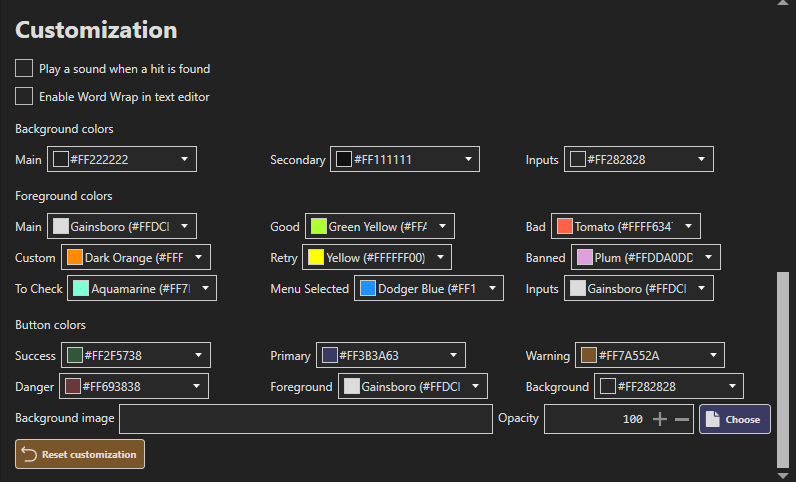 Customization
Play a sound when a hit is found
Enable Word Wrap in text editor
Background colors
Main #FF222222 Secondary #FF111111 Inputs #FF282828
Foreground colors
Main Gainsboro (#FFDCI Good Green Yellow (#FFA Bad Tomato (#FFFF634
Custom Dark Orange (#FFF Retry Yellow (#FFFFFF00) Banned Plum (#FFDDA0DD
To Check Aquamarine (#FF7 Menu Selected Dodger Blue (#FF1 Inputs Gainsboro (#FFDCI
Button colors
Success #FF2F5738 Primary #FF3B3A63 Warning #FF7A552A
Danger #FF693838 Foreground Gainsboro (#FFDCI Background #FF282828
Background image Opacity 100 Choose
Reset customization